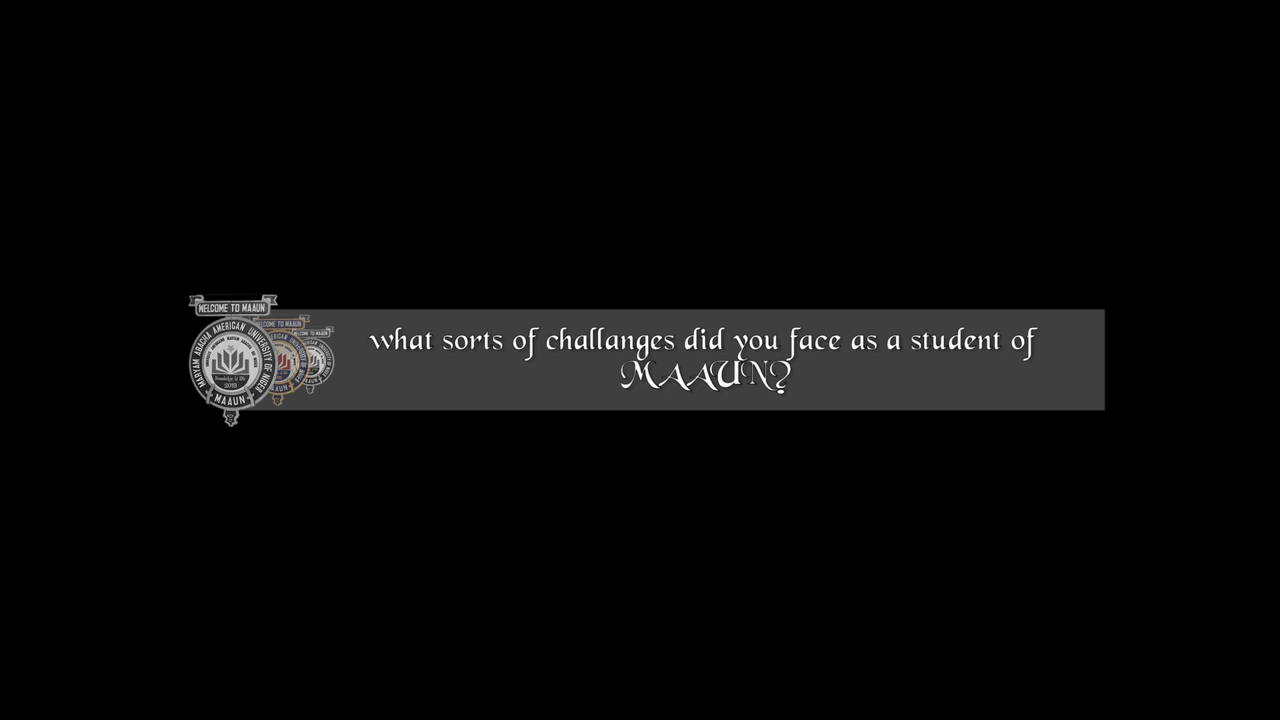 WELCOME TO MAAUN
MARYAM ABACHA AMERICAN UNIVERSITY OF NIGER
2013
MAAUN
what sorts of challanges did you face as a student of
MAAUN?